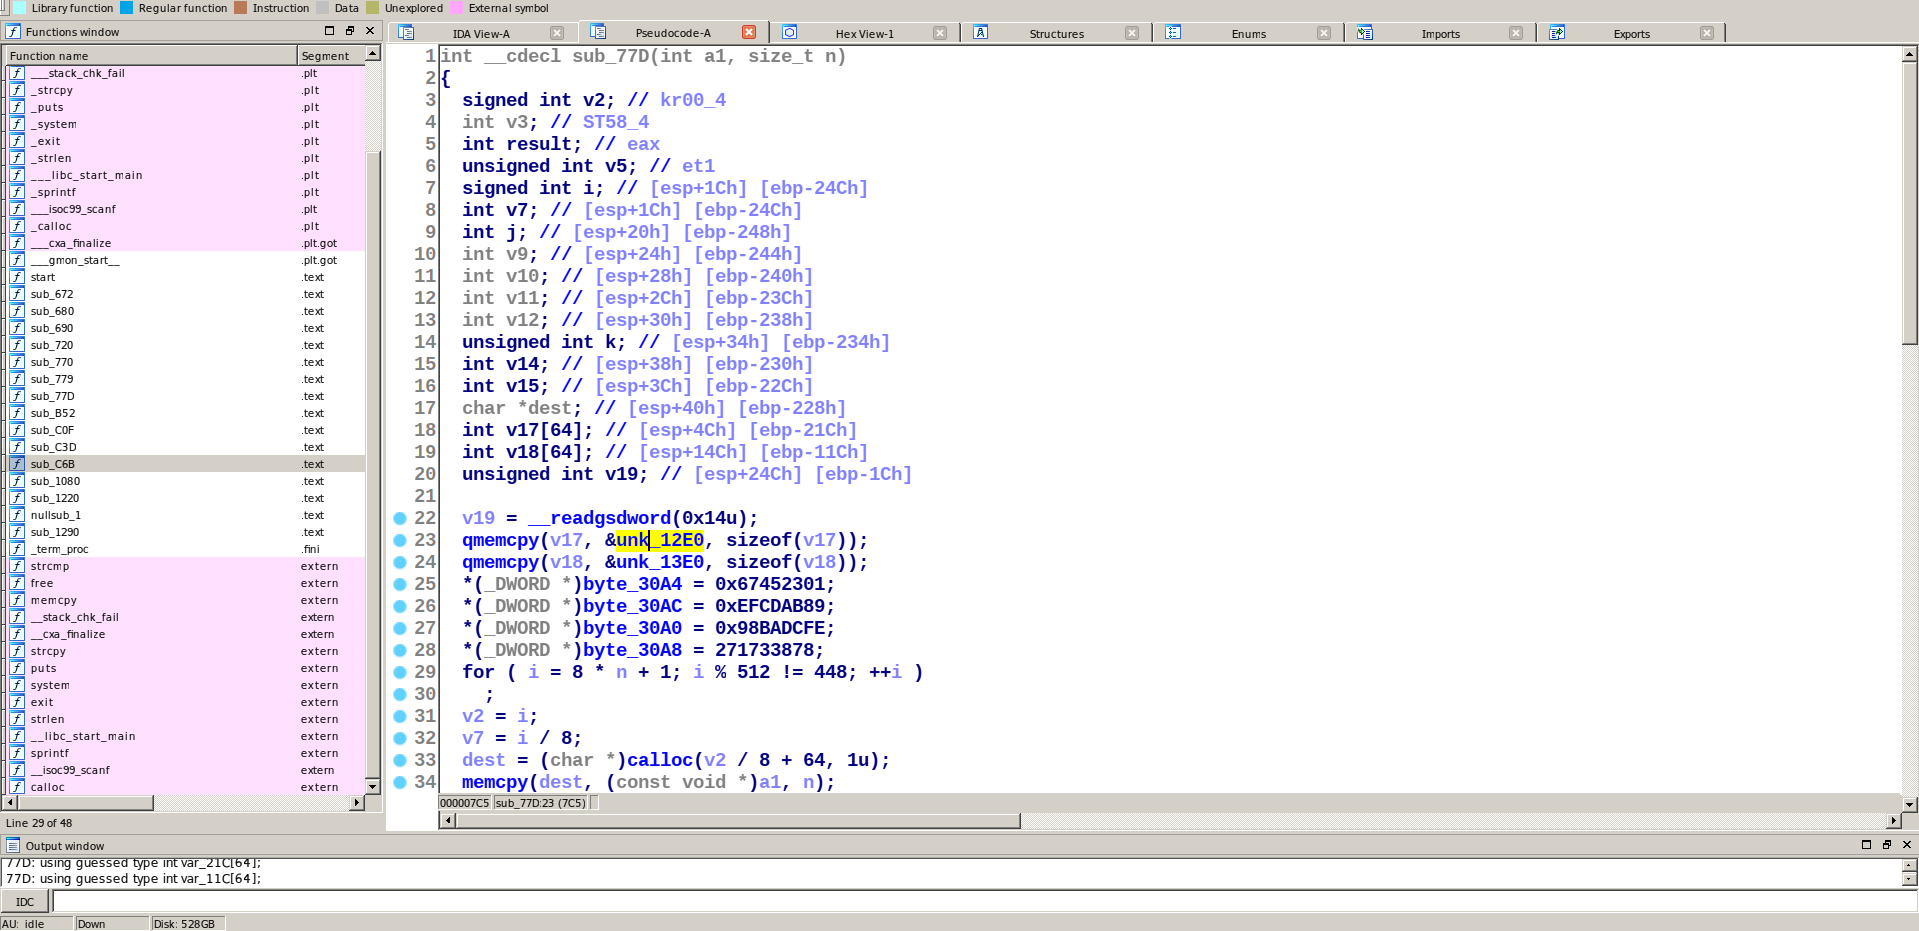 Library function Regular function Instruction Data Unexplored External symbol
Functions window
Function name Segment
___stack_chk_fail .plt
_strcpy .plt
_puts .plt
_system .plt
_exit .plt
_strlen .plt
___libc_start_main .plt
_sprintf .plt
___isoc99_scanf .plt
_calloc .plt
___cxa_finalize .plt.got
___gmon_start__ .plt.got
start .text
sub_672 .text
sub_680 .text
sub_690 .text
sub_720 .text
sub_770 .text
sub_779 .text
sub_77D .text
sub_B52 .text
sub_C0F .text
sub_C3D .text
sub_C6B .text
sub_1080 .text
sub_1220 .text
nullsub_1 .text
sub_1290 .text
_term_proc .fini
strcmp extern
free extern
memcpy extern
__stack_chk_fail extern
__cxa_finalize extern
strcpy extern
puts extern
system extern
exit extern
strlen extern
__libc_start_main extern
sprintf extern
__isoc99_scanf extern
calloc extern
Line 29 of 48
IDA View-A Pseudocode-A Hex View-1 Structures Enums Imports Exports
1 int __cdecl sub_77D(int a1, size_t n)
2 {
3 signed int v2; // kr00_4
4 int v3; // ST58_4
5 int result; // eax
6 unsigned int v5; // et1
7 signed int i; // [esp+1Ch] [ebp-24Ch]
8 int v7; // [esp+1Ch] [ebp-24Ch]
9 int j; // [esp+20h] [ebp-248h]
10 int v9; // [esp+24h] [ebp-244h]
11 int v10; // [esp+28h] [ebp-240h]
12 int v11; // [esp+2Ch] [ebp-23Ch]
13 int v12; // [esp+30h] [ebp-238h]
14 unsigned int k; // [esp+34h] [ebp-234h]
15 int v14; // [esp+38h] [ebp-230h]
16 int v15; // [esp+3Ch] [ebp-22Ch]
17 char *dest; // [esp+40h] [ebp-228h]
18 int v17[64]; // [esp+4Ch] [ebp-21Ch]
19 int v18[64]; // [esp+14Ch] [ebp-11Ch]
20 unsigned int v19; // [esp+24Ch] [ebp-1Ch]
21
22 v19 = __readgsdword(0x14u);
23 qmemcpy(v17, &unk_12E0, sizeof(v17));
24 qmemcpy(v18, &unk_13E0, sizeof(v18));
25 *(_DWORD *)byte_30A4 = 0x67452301;
26 *(_DWORD *)byte_30AC = 0xEFCDAB89;
27 *(_DWORD *)byte_30A0 = 0x98BADCFE;
28 *(_DWORD *)byte_30A8 = 271733878;
29 for ( i = 8 * n + 1; i % 512 != 448; ++i )
30 ;
31 v2 = i;
32 v7 = i / 8;
33 dest = (char *)calloc(v2 / 8 + 64, 1u);
34 memcpy(dest, (const void *)a1, n);
000007C5 sub_77D:23 (7C5)
Output window
77D: using guessed type int var_21C[64];
77D: using guessed type int var_11C[64];
IDC
AU: idle Down Disk: 528GB